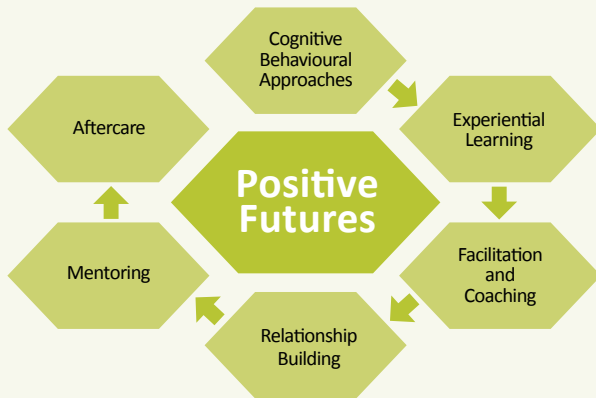 Cognitive
Behavioural
Approaches
Experiential
Learning
Facilitation
and
Coaching
Relationship
Building
Mentoring
Aftercare
Positive
Futures